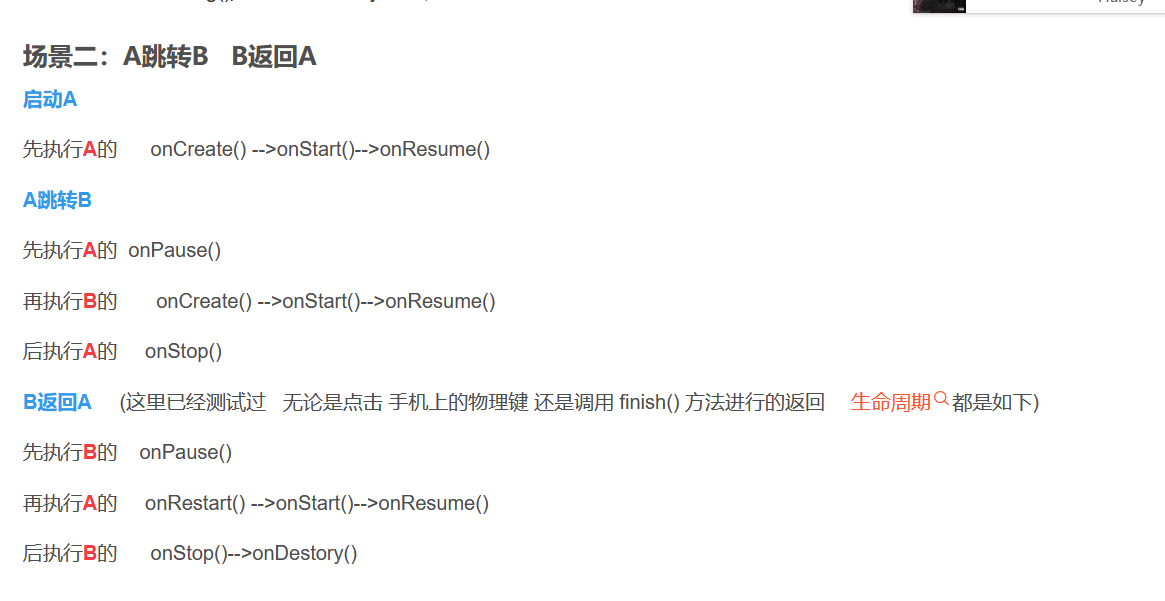 场景二：A跳转B B返回A
启动A
先执行A的 onCreate() -->onStart()-->onResume()
A跳转B
先执行A的 onPause()
再执行B的 onCreate() -->onStart()-->onResume()
后执行A的 onStop()
B返回A (这里已经测试过 无论是点击 手机上的物理键 还是调用 finish() 方法进行的返回 生命周期 都是如下)
先执行B的 onPause()
再执行A的 onRestart() -->onStart()-->onResume()
后执行B的 onStop()-->onDestory()